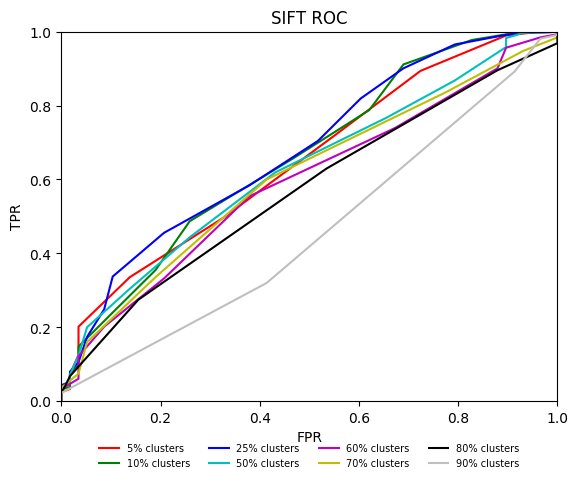 SIFT ROC
1.0
0.8
0.6
0.4
0.2
0.0
TPR
0.0 0.2 0.4 0.6 0.8 1.0
FPR
5% clusters 25% clusters 60% clusters 80% clusters
10% clusters 50% clusters 70% clusters 90% clusters